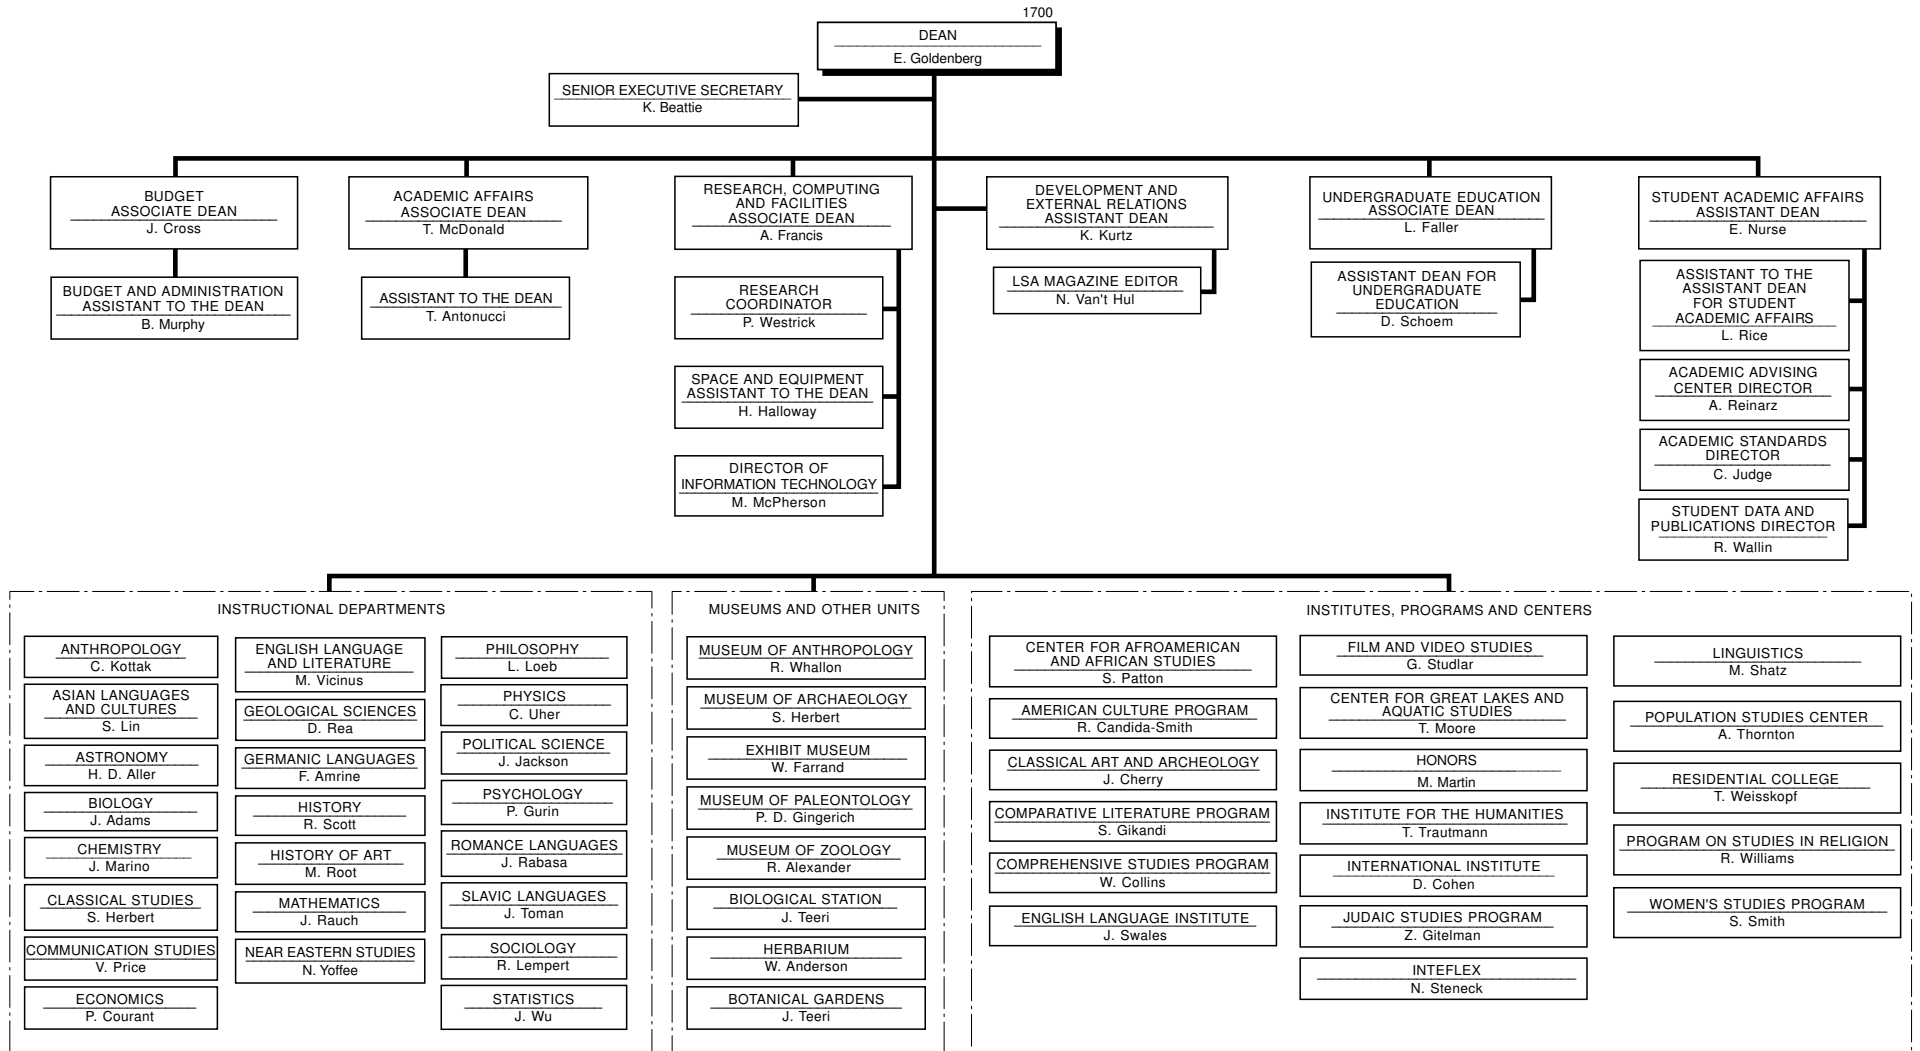 1700
DEAN
E. Goldenberg
SENIOR EXECUTIVE SECRETARY
K. Beattie
BUDGET
ASSOCIATE DEAN
J. Cross
BUDGET AND ADMINISTRATION
ASSISTANT TO THE DEAN
B. Murphy
ACADEMIC AFFAIRS
ASSOCIATE DEAN
T. McDonald
ASSISTANT TO THE DEAN
T. Antonucci
RESEARCH, COMPUTING
AND FACILITIES
ASSOCIATE DEAN
A. Francis
RESEARCH
COORDINATOR
P. Westrick
SPACE AND EQUIPMENT
ASSISTANT TO THE DEAN
H. Halloway
DIRECTOR OF
INFORMATION TECHNOLOGY
M. McPherson
DEVELOPMENT AND
EXTERNAL RELATIONS
ASSISTANT DEAN
K. Kurtz
LSA MAGAZINE EDITOR
N. Van't Hul
UNDERGRADUATE EDUCATION
ASSOCIATE DEAN
L. Faller
ASSISTANT DEAN FOR
UNDERGRADUATE
EDUCATION
D. Schoem
STUDENT ACADEMIC AFFAIRS
ASSISTANT DEAN
E. Nurse
ASSISTANT TO THE
ASSISTANT DEAN
FOR STUDENT
ACADEMIC AFFAIRS
L. Rice
ACADEMIC ADVISING
CENTER DIRECTOR
A. Reinarz
ACADEMIC STANDARDS
DIRECTOR
C. Judge
STUDENT DATA AND
PUBLICATIONS DIRECTOR
R. Wallin
INSTRUCTIONAL DEPARTMENTS
ANTHROPOLOGY
C. Kottak
ASIAN LANGUAGES
AND CULTURES
S. Lin
ASTRONOMY
H. D. Aller
BIOLOGY
J. Adams
CHEMISTRY
J. Marino
CLASSICAL STUDIES
S. Herbert
COMMUNICATION STUDIES
V. Price
ECONOMICS
P. Courant
ENGLISH LANGUAGE
AND LITERATURE
M. Vicinus
GEOLOGICAL SCIENCES
D. Rea
GERMANIC LANGUAGES
F. Amrine
HISTORY
R. Scott
HISTORY OF ART
M. Root
MATHEMATICS
J. Rauch
NEAR EASTERN STUDIES
N. Yoffee
PHILOSOPHY
L. Loeb
PHYSICS
C. Uher
POLITICAL SCIENCE
J. Jackson
PSYCHOLOGY
P. Gurin
ROMANCE LANGUAGES
J. Rabasa
SLAVIC LANGUAGES
J. Toman
SOCIOLOGY
R. Lempert
STATISTICS
J. Wu
MUSEUMS AND OTHER UNITS
MUSEUM OF ANTHROPOLOGY
R. Whallon
MUSEUM OF ARCHAEOLOGY
S. Herbert
EXHIBIT MUSEUM
W. Farrand
MUSEUM OF PALEONTOLOGY
P. D. Gingerich
MUSEUM OF ZOOLOGY
R. Alexander
BIOLOGICAL STATION
J. Teeri
HERBARIUM
W. Anderson
BOTANICAL GARDENS
J. Teeri
INSTITUTES, PROGRAMS AND CENTERS
CENTER FOR AFROAMERICAN
AND AFRICAN STUDIES
S. Patton
AMERICAN CULTURE PROGRAM
R. Candida-Smith
CLASSICAL ART AND ARCHEOLOGY
J. Cherry
COMPARATIVE LITERATURE PROGRAM
S. Gikandi
COMPREHENSIVE STUDIES PROGRAM
W. Collins
ENGLISH LANGUAGE INSTITUTE
J. Swales
FILM AND VIDEO STUDIES
G. Studlar
CENTER FOR GREAT LAKES AND
AQUATIC STUDIES
T. Moore
HONORS
M. Martin
INSTITUTE FOR THE HUMANITIES
T. Trautmann
INTERNATIONAL INSTITUTE
D. Cohen
JUDAIC STUDIES PROGRAM
Z. Gitelman
INTEFLEX
N. Steneck
LINGUISTICS
M. Shatz
POPULATION STUDIES CENTER
A. Thornton
RESIDENTIAL COLLEGE
T. Weisskopf
PROGRAM ON STUDIES IN RELIGION
R. Williams
WOMEN'S STUDIES PROGRAM
S. Smith